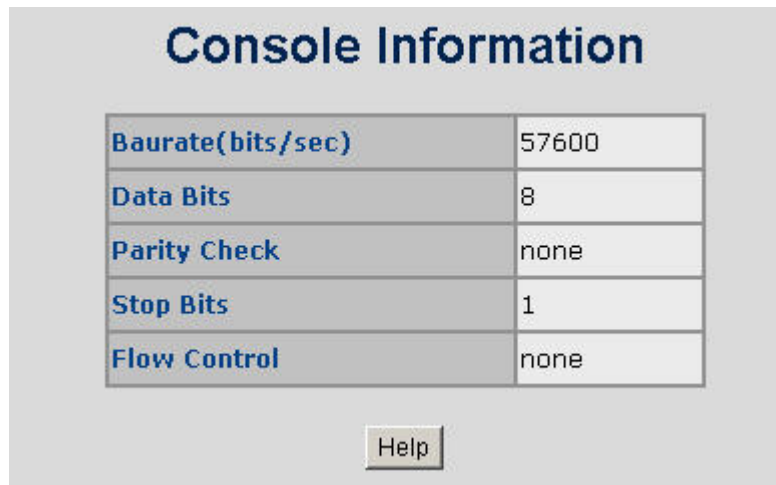 Console Information
Baurate(bits/sec) 57600
Data Bits 8
Parity Check none
Stop Bits 1
Flow Control none
Help